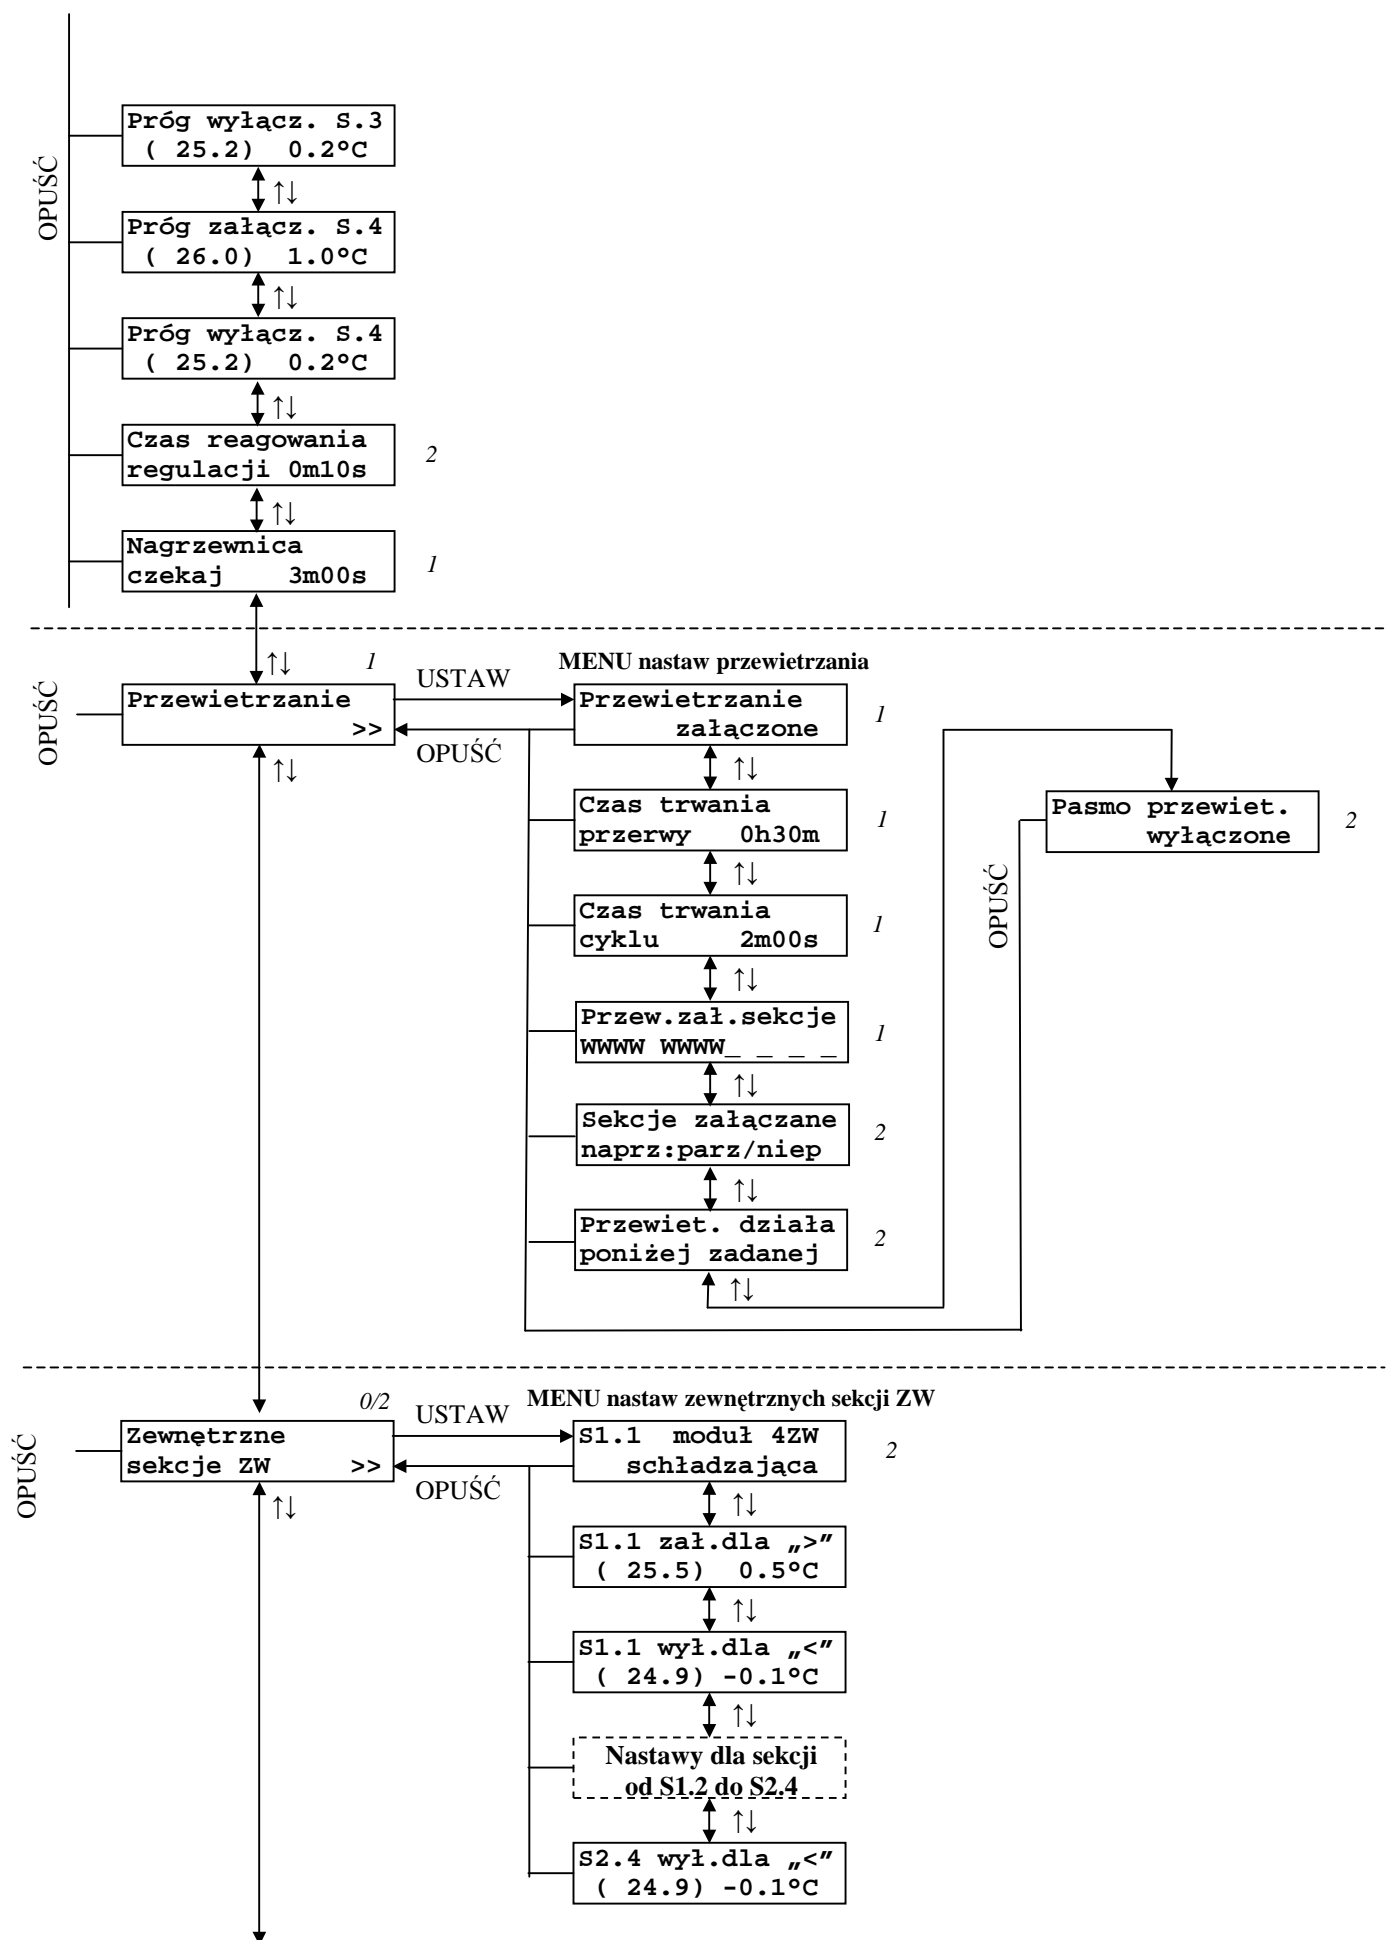 OPUŚĆ
Próg wyłącz. S.3
( 25.2) 0.2°C
↑↓
Próg załącz. S.4
( 26.0) 1.0°C
↑↓
Próg wyłącz. S.4
( 25.2) 0.2°C
↑↓
Czas reagowania
regulacji 0m10s
2
↑↓
Nagrzewnica
czekaj 3m00s
1
↑↓
OPUŚĆ
1
Przewietrzanie
>>
USTAW
OPUŚĆ
↑↓
MENU nastaw przewietrzania
Przewietrzanie
załączone
1
↑↓
Czas trwania
przerwy 0h30m
1
↑↓
Czas trwania
cyklu 2m00s
1
↑↓
Przew.zał.sekcje
WWWW WWWW_ _ _ _
1
↑↓
Sekcje załączane
naprz:parz/niep
2
↑↓
Przewiet. działa
poniżej zadanej
2
↑↓
Pasmo przewiet.
wyłączone
2
OPUŚĆ
OPUŚĆ
0/2
Zewnętrzne
sekcje ZW >>
USTAW
OPUŚĆ
↑↓
MENU nastaw zewnętrznych sekcji ZW
S1.1 moduł 4ZW
schładzająca
2
↑↓
S1.1 zał.dla „>”
( 25.5) 0.5°C
↑↓
S1.1 wył.dla „<”
( 24.9) -0.1°C
↑↓
Nastawy dla sekcji
od S1.2 do S2.4
↑↓
S2.4 wył.dla „<”
( 24.9) -0.1°C